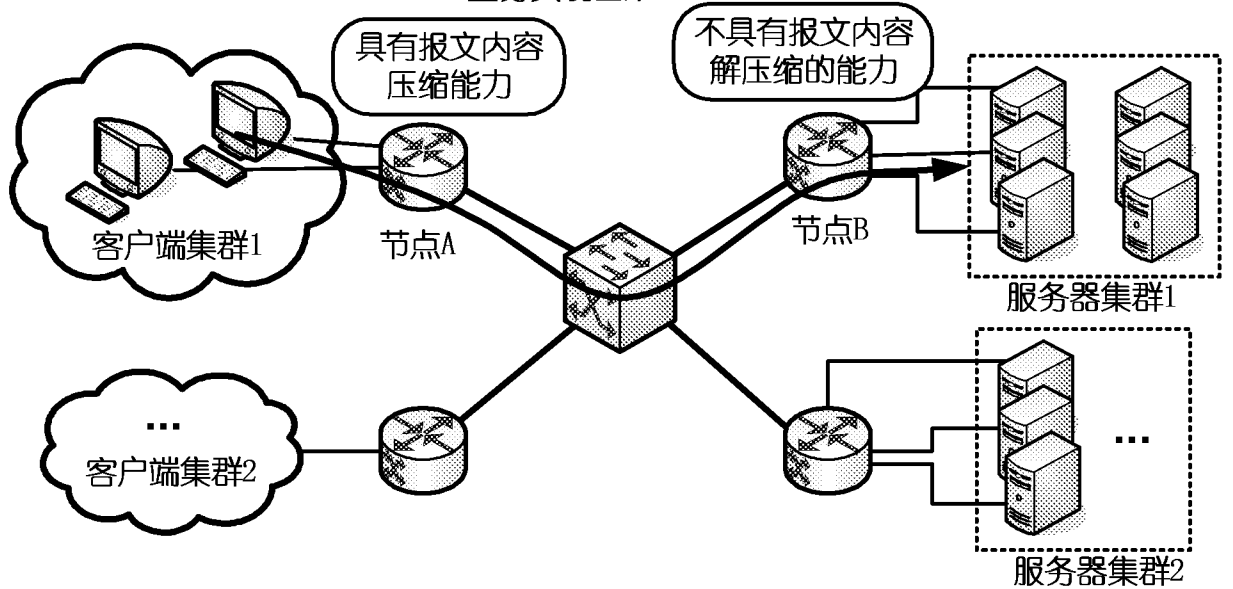 具有报文内容
压缩能力
不具有报文内容
解压缩的能力
客户端集群1
节点A
节点B
服务器集群1
...
客户端集群2
...
服务器集群2